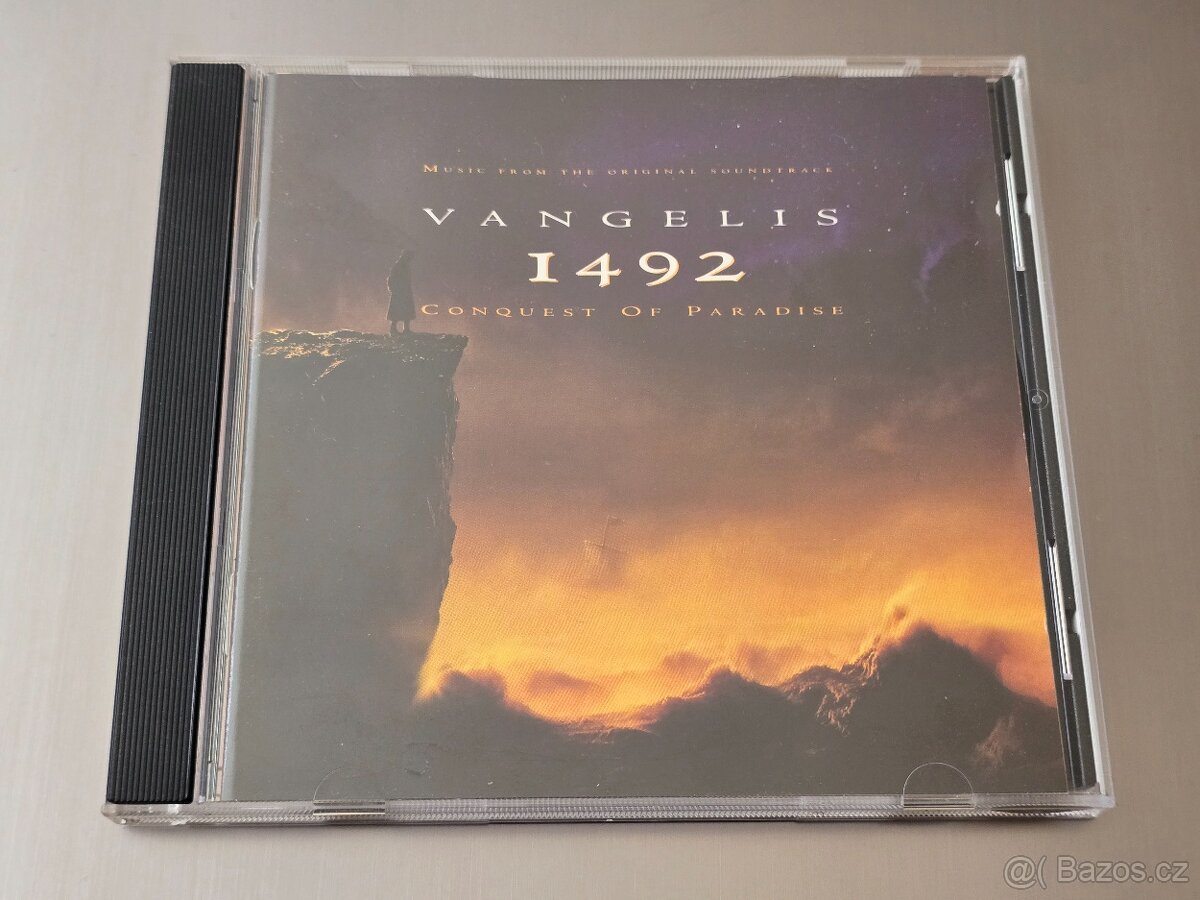 Music from the original soundtrack
VANGELIS
1492
Conquest Of Paradise
@( Bazos.cz